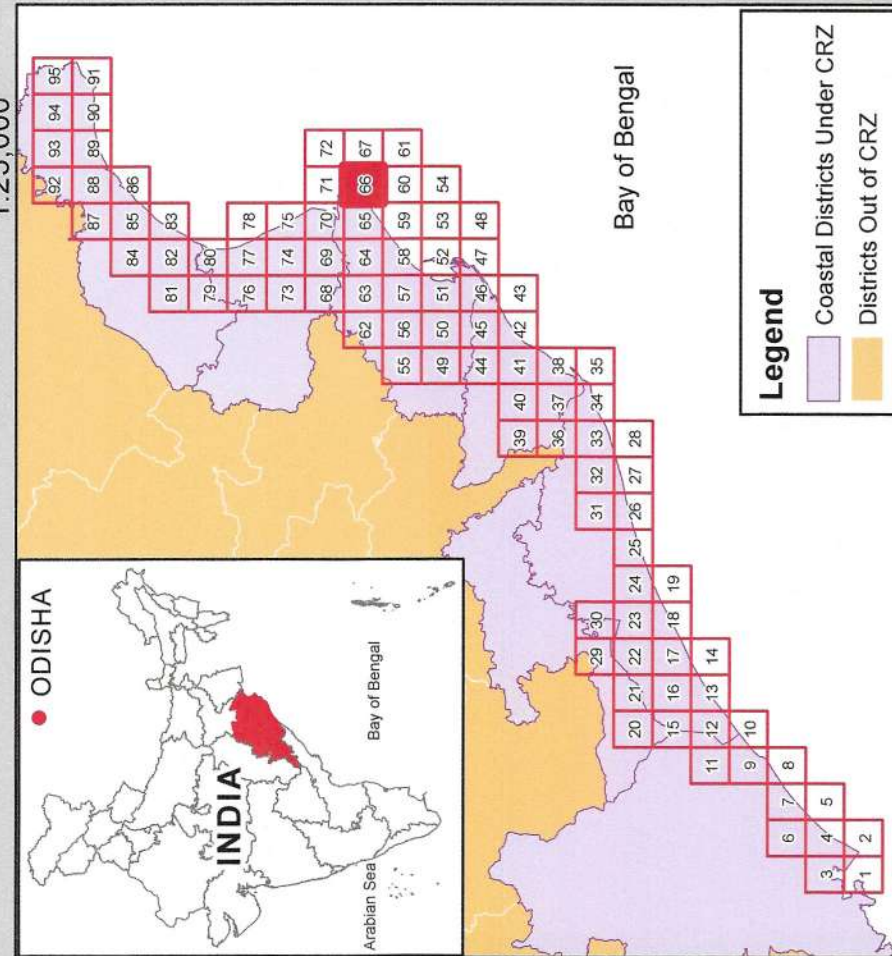 1:25,000
92 93 94 95
87 88 89 90 91
84 85 86
81 82 83
79 80
76 77 78
73 74 75
68 69 70 71 72
62 63 64 65 66 67
55 56 57 58 59 60 61
49 50 51 52 53 54
44 45 46 47 48
39 40 41 42 43
36 37 38
29 30 31 32 33 34 35
20 21 22 23 24 25 26 27 28
15 16 17 18 19
11 12 13 14
9 10
6 7 8
3 4 5
1 2
Bay of Bengal
ODISHA
INDIA
Arabian Sea
Bay of Bengal
Legend
Coastal Districts Under CRZ
Districts Out of CRZ